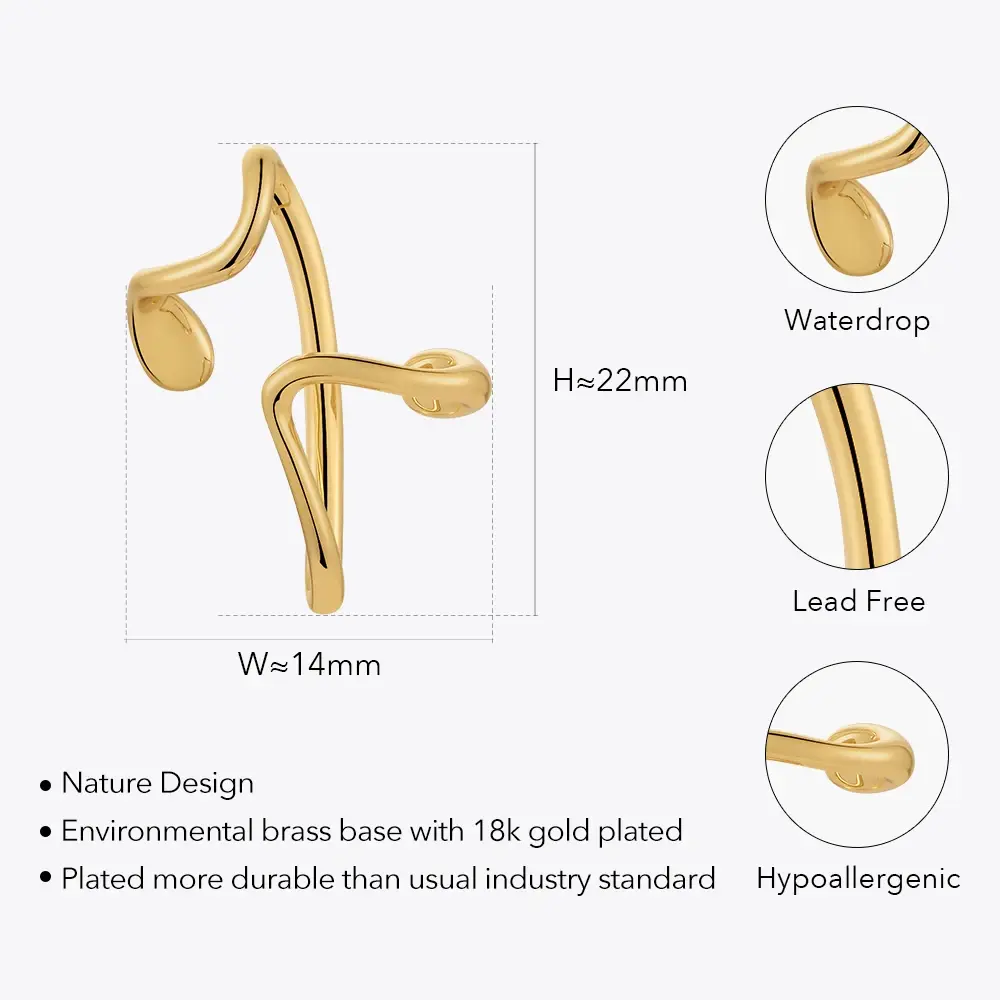 Waterdrop
H≈22mm
Lead Free
W≈14mm
• Nature Design
• Environmental brass base with 18k gold plated
• Plated more durable than usual industry standard
Hypoallergenic